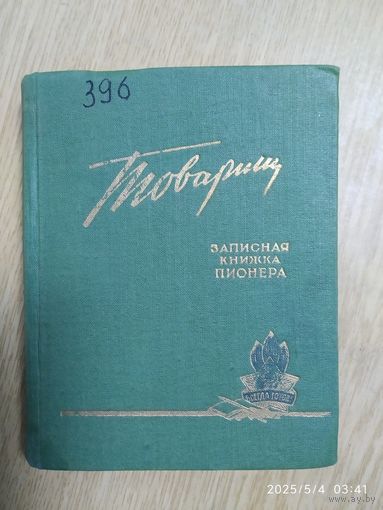 396
Товарищ
ЗАПИСНАЯ
КНИЖКА
ПИОНЕРА
ВСЕГДА ГОТОВ!
2025/5/4 03:41
ay.by